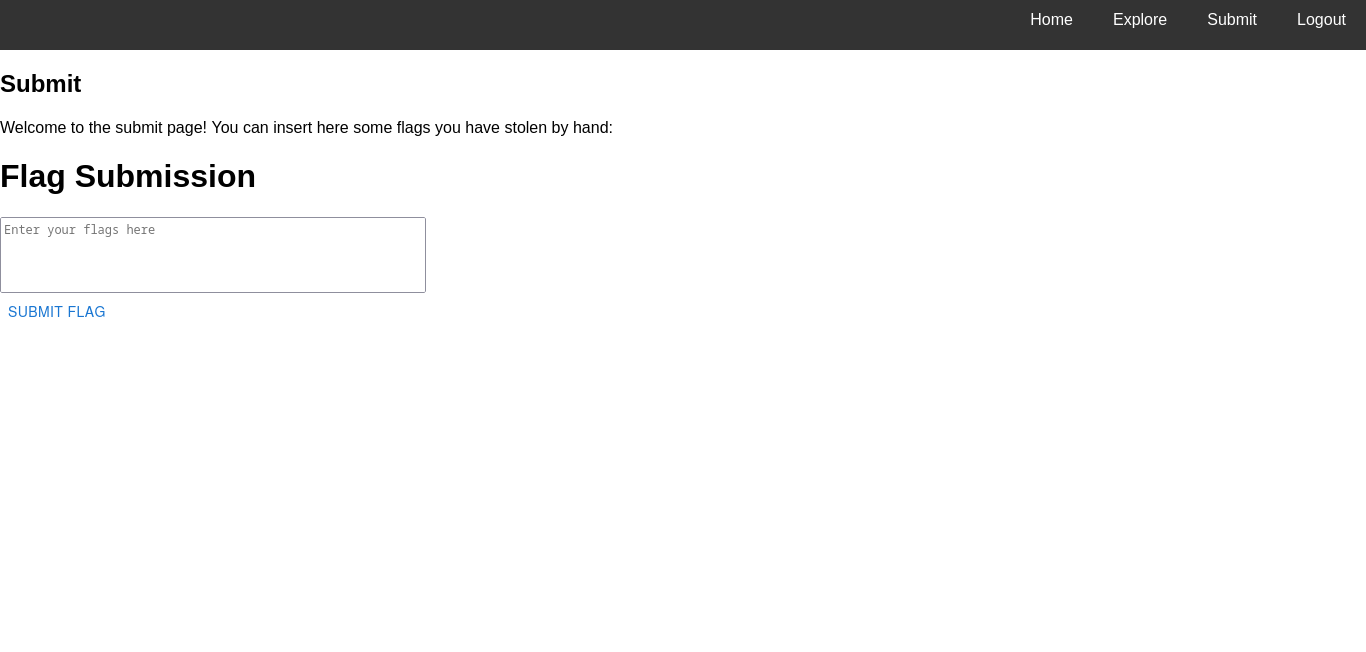 Home Explore Submit Logout
Submit
Welcome to the submit page! You can insert here some flags you have stolen by hand:
Flag Submission
Enter your flags here
SUBMIT FLAG